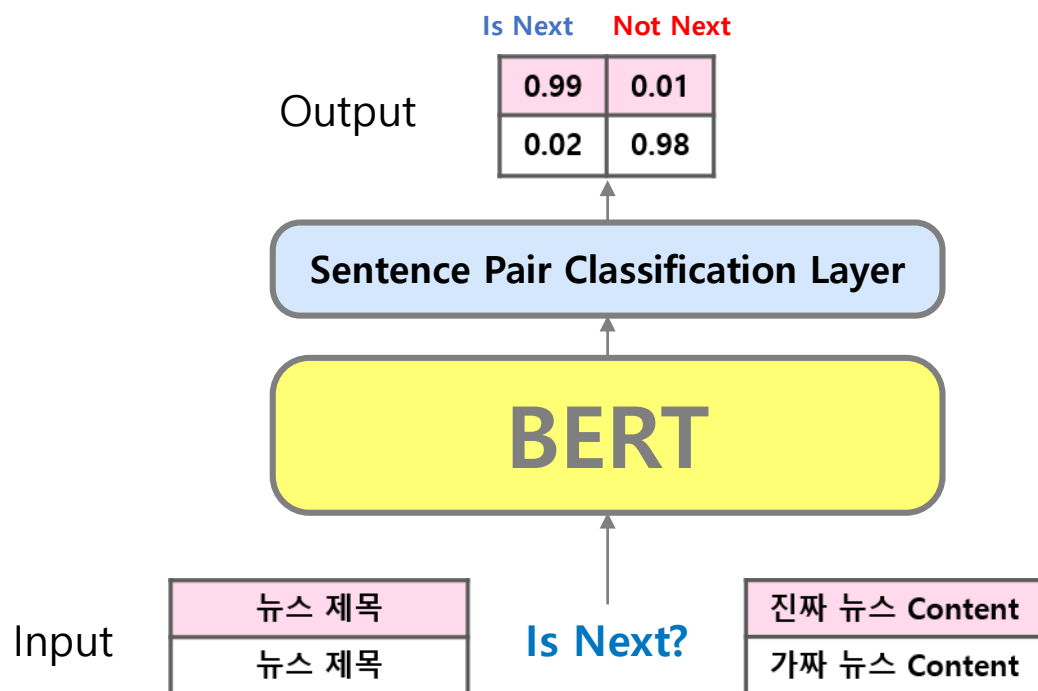 Is Next Not Next
Output
0.99 0.01
0.02 0.98
Sentence Pair Classification Layer
BERT
Input
뉴스 제목
뉴스 제목
Is Next?
진짜 뉴스 Content
가짜 뉴스 Content